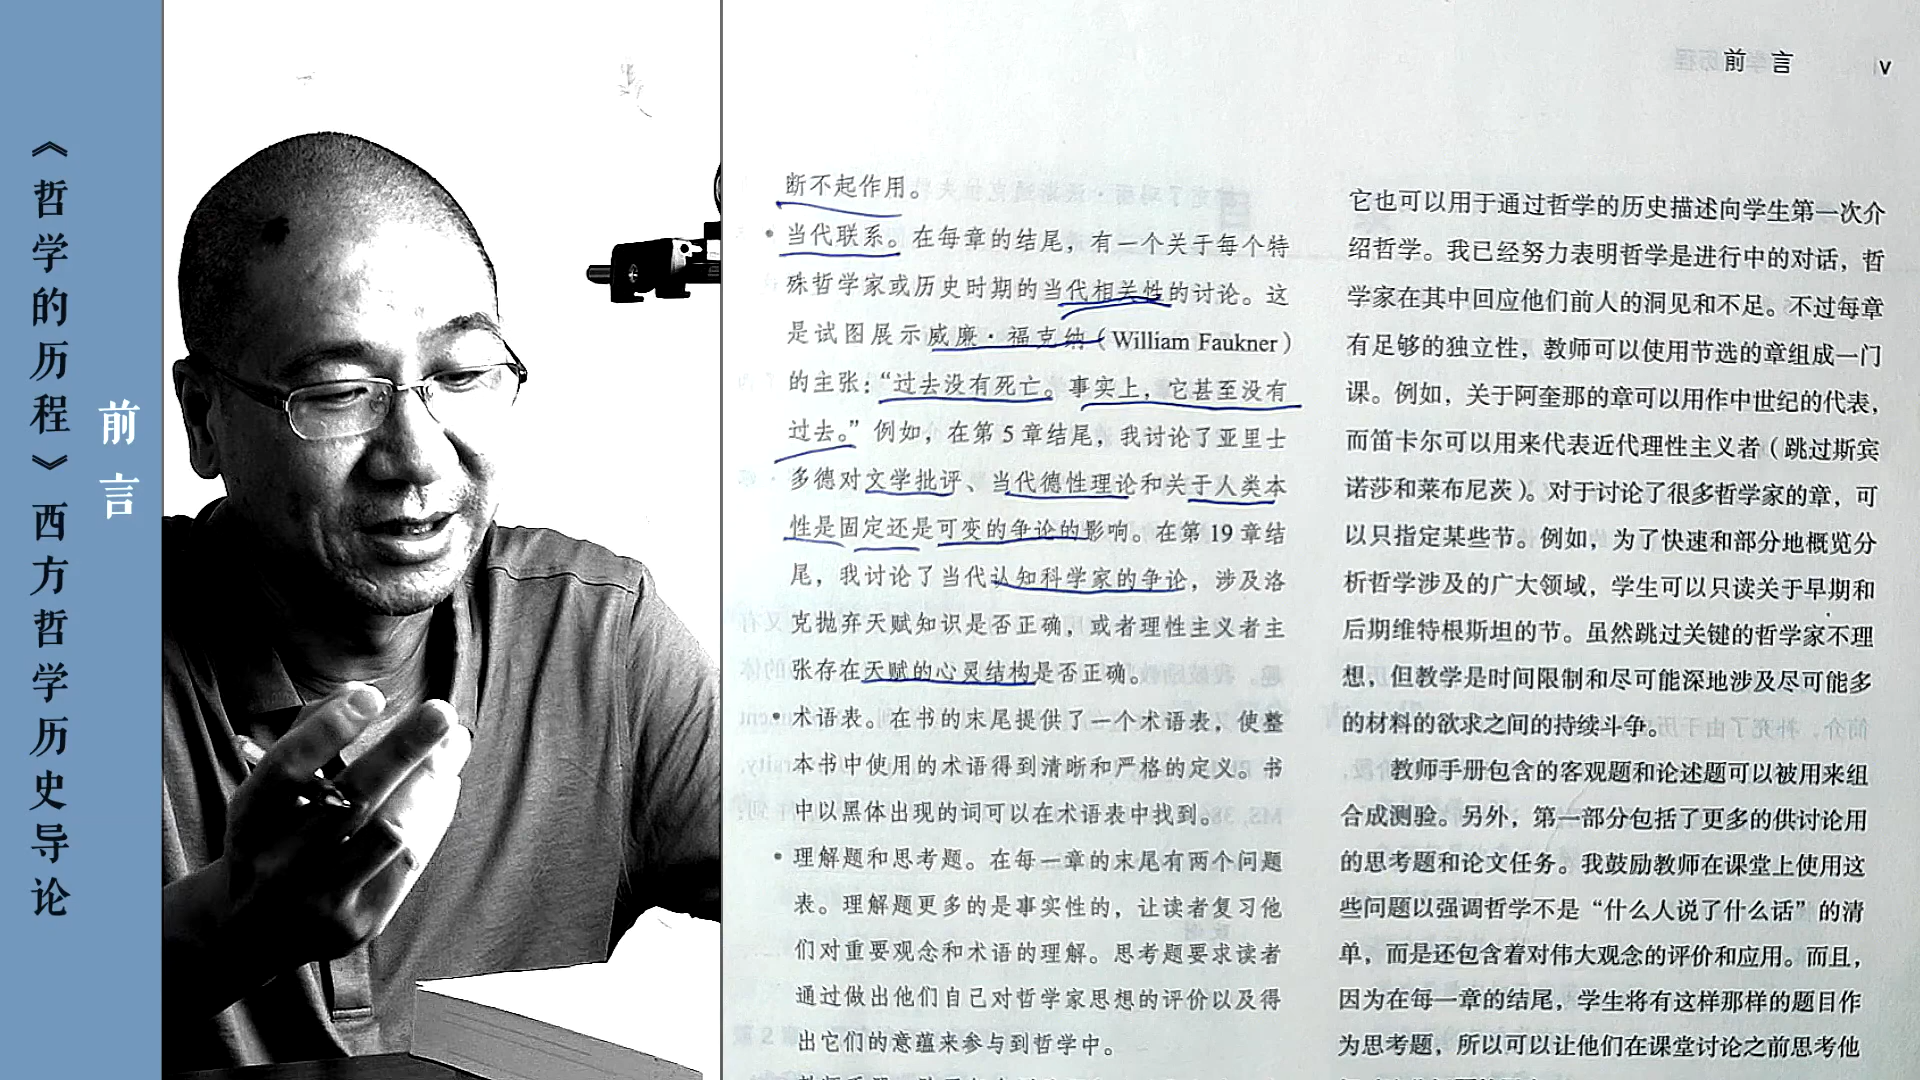 《哲学的历程》西方哲学历史导论
前言
前 言
v
断不起作用。
• 当代联系。在每章的结尾，有一个关于每个特
殊哲学家或历史时期的当代相关性的讨论。这
是试图展示威廉·福克纳（William Faukner）
的主张：“过去没有死亡。事实上，它甚至没有
过去。”例如，在第5章结尾，我讨论了亚里士
多德对文学批评、当代德性理论和关于人类本
性是固定还是可变的争论的影响。在第19章结
尾，我讨论了当代认知科学家的争论，涉及洛
克抛弃天赋知识是否正确，或者理性主义者主
张存在天赋的心灵结构是否正确。
• 术语表。在书的末尾提供了一个术语表，使整
本书中使用的术语得到清晰和严格的定义。书
中以黑体出现的词可以在术语表中找到。
• 理解题和思考题。在每一章的末尾有两个问题
表。理解题更多的是事实性的，让读者复习他
们对重要观念和术语的理解。思考题要求读者
通过做出他们自己对哲学家思想的评价以及得
出它们的意蕴来参与到哲学中。
它也可以用于通过哲学的历史描述向学生第一次介
绍哲学。我已经努力表明哲学是进行中的对话，哲
学家在其中回应他们前人的洞见和不足。不过每章
有足够的独立性，教师可以使用节选的章组成一门
课。例如，关于阿奎那的章可以用作中世纪的代表，
而笛卡尔可以用来代表近代理性主义者（跳过斯宾
诺莎和莱布尼茨）。对于讨论了很多哲学家的章，可
以只指定某些节。例如，为了快速和部分地概览分
析哲学涉及的广大领域，学生可以只读关于早期和
后期维特根斯坦的节。虽然跳过关键的哲学家不理
想，但教学是时间限制和尽可能深地涉及尽可能多
的材料的欲求之间的持续斗争。
教师手册包含的客观题和论述题可以被用来组
合成测验。另外，第一部分包括了更多的供讨论用
的思考题和论文任务。我鼓励教师在课堂上使用这
些问题以强调哲学不是“什么人说了什么话”的清
单，而是还包含着对伟大观念的评价和应用。而且，
因为在每一章的结尾，学生将有这样那样的题目作
为思考题，所以可以让他们在课堂讨论之前思考他